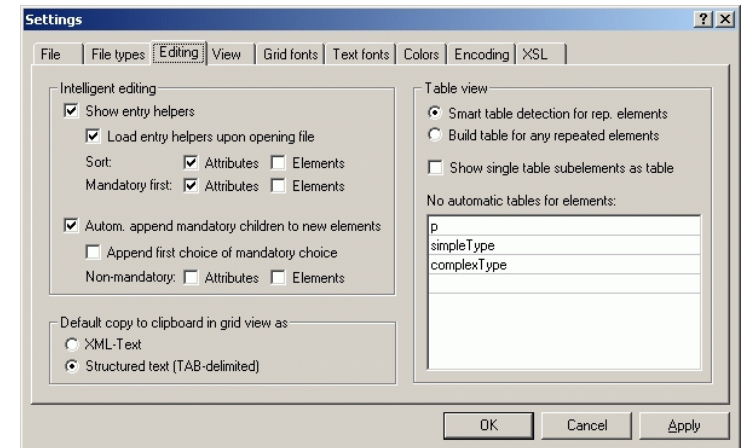 Settings
File File types Editing View Grid fonts Text fonts Colors Encoding XSL
Intelligent editing
Show entry helpers
Load entry helpers upon opening file
Sort: Attributes Elements
Mandatory first: Attributes Elements
Autom. append mandatory children to new elements
Append first choice of mandatory choice
Non-mandatory: Attributes Elements
Default copy to clipboard in grid view as
XML-Text
Structured text (TAB-delimited)
Table view
Smart table detection for rep. elements
Build table for any repeated elements
Show single table subelements as table
No automatic tables for elements:
p
simpleType
complexType
OK Cancel Apply